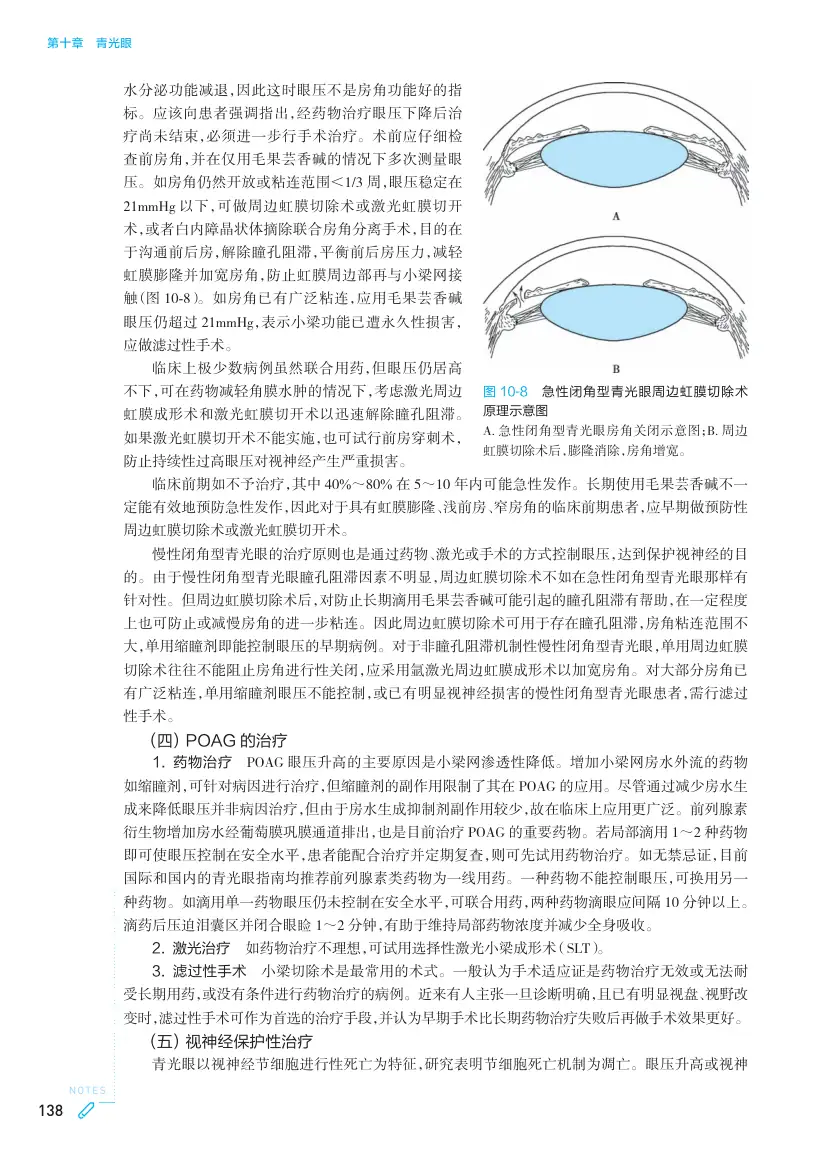 第十章 青光眼
水分泌功能减退,因此这时眼压不是房角功能好的指
标。应该向患者强调指出,经药物治疗眼压下降后治
疗尚未结束,必须进一步行手术治疗。术前应仔细检
查前房角,并在仅用毛果芸香碱的情况下多次测量眼
压。如房角仍然开放或粘连范围<1/3 周,眼压稳定在
21mmHg 以下,可做周边虹膜切除术或激光虹膜切开
术,或者白内障晶状体摘除联合房角分离手术,目的在
于沟通前后房,解除瞳孔阻滞,平衡前后房压力,减轻
虹膜膨隆并加宽房角,防止虹膜周边部再与小梁网接
触(图 10-8)。如房角已有广泛粘连,应用毛果芸香碱
眼压仍超过 21mmHg,表示小梁功能已遭永久性损害,
应做滤过性手术。
临床上极少数病例虽然联合用药,但眼压仍居高
不下,可在药物减轻角膜水肿的情况下,考虑激光周边
虹膜成形术和激光虹膜切开术以迅速解除瞳孔阻滞。
如果激光虹膜切开术不能实施,也可试行前房穿刺术,
防止持续性过高眼压对视神经产生严重损害。
A
B
图 10-8 急性闭角型青光眼周边虹膜切除术
原理示意图
A. 急性闭角型青光眼房角关闭示意图;B. 周边
虹膜切除术后,膨隆消除,房角增宽。
临床前期如不予治疗,其中 40%~80% 在 5~10 年内可能急性发作。长期使用毛果芸香碱不一
定能有效地预防急性发作,因此对于具有虹膜膨隆、浅前房、窄房角的临床前期患者,应早期做预防性
周边虹膜切除术或激光虹膜切开术。
慢性闭角型青光眼的治疗原则也是通过药物、激光或手术的方式控制眼压,达到保护视神经的目
的。由于慢性闭角型青光眼瞳孔阻滞因素不明显,周边虹膜切除术不如在急性闭角型青光眼那样有
针对性。但周边虹膜切除术后,对防止长期滴用毛果芸香碱可能引起的瞳孔阻滞有帮助,在一定程度
上也可防止或减慢房角的进一步粘连。因此周边虹膜切除术可用于存在瞳孔阻滞,房角粘连范围不
大,单用缩瞳剂即能控制眼压的早期病例。对于非瞳孔阻滞机制性慢性闭角型青光眼,单用周边虹膜
切除术往往不能阻止房角进行性关闭,应采用氩激光周边虹膜成形术以加宽房角。对大部分房角已
有广泛粘连,单用缩瞳剂眼压不能控制,或已有明显视神经损害的慢性闭角型青光眼患者,需行滤过
性手术。
(四)POAG 的治疗
1. 药物治疗 POAG 眼压升高的主要原因是小梁网渗透性降低。增加小梁网房水外流的药物
如缩瞳剂,可针对病因进行治疗,但缩瞳剂的副作用限制了其在 POAG 的应用。尽管通过减少房水生
成来降低眼压并非病因治疗,但由于房水生成抑制剂副作用较少,故在临床上应用更广泛。前列腺素
衍生物增加房水经葡萄膜巩膜通道排出,也是目前治疗 POAG 的重要药物。若局部滴用 1~2 种药物
即可使眼压控制在安全水平,患者能配合治疗并定期复查,则可先试用药物治疗。如无禁忌证,目前
国际和国内的青光眼指南均推荐前列腺素类药物为一线用药。一种药物不能控制眼压,可换用另一
种药物。如滴用单一药物眼压仍未控制在安全水平,可联合用药,两种药物滴眼应间隔 10 分钟以上。
滴药后压迫泪囊区并闭合眼睑 1~2 分钟,有助于维持局部药物浓度并减少全身吸收。
2. 激光治疗 如药物治疗不理想,可试用选择性激光小梁成形术(SLT)。
3. 滤过性手术 小梁切除术是最常用的术式。一般认为手术适应证是药物治疗无效或无法耐
受长期用药,或没有条件进行药物治疗的病例。近来有人主张一旦诊断明确,且已有明显视盘、视野改
变时,滤过性手术可作为首选的治疗手段,并认为早期手术比长期药物治疗失败后再做手术效果更好。
(五)视神经保护性治疗
青光眼以视神经节细胞进行性死亡为特征,研究表明节细胞死亡机制为凋亡。眼压升高或视神
NOTES
138